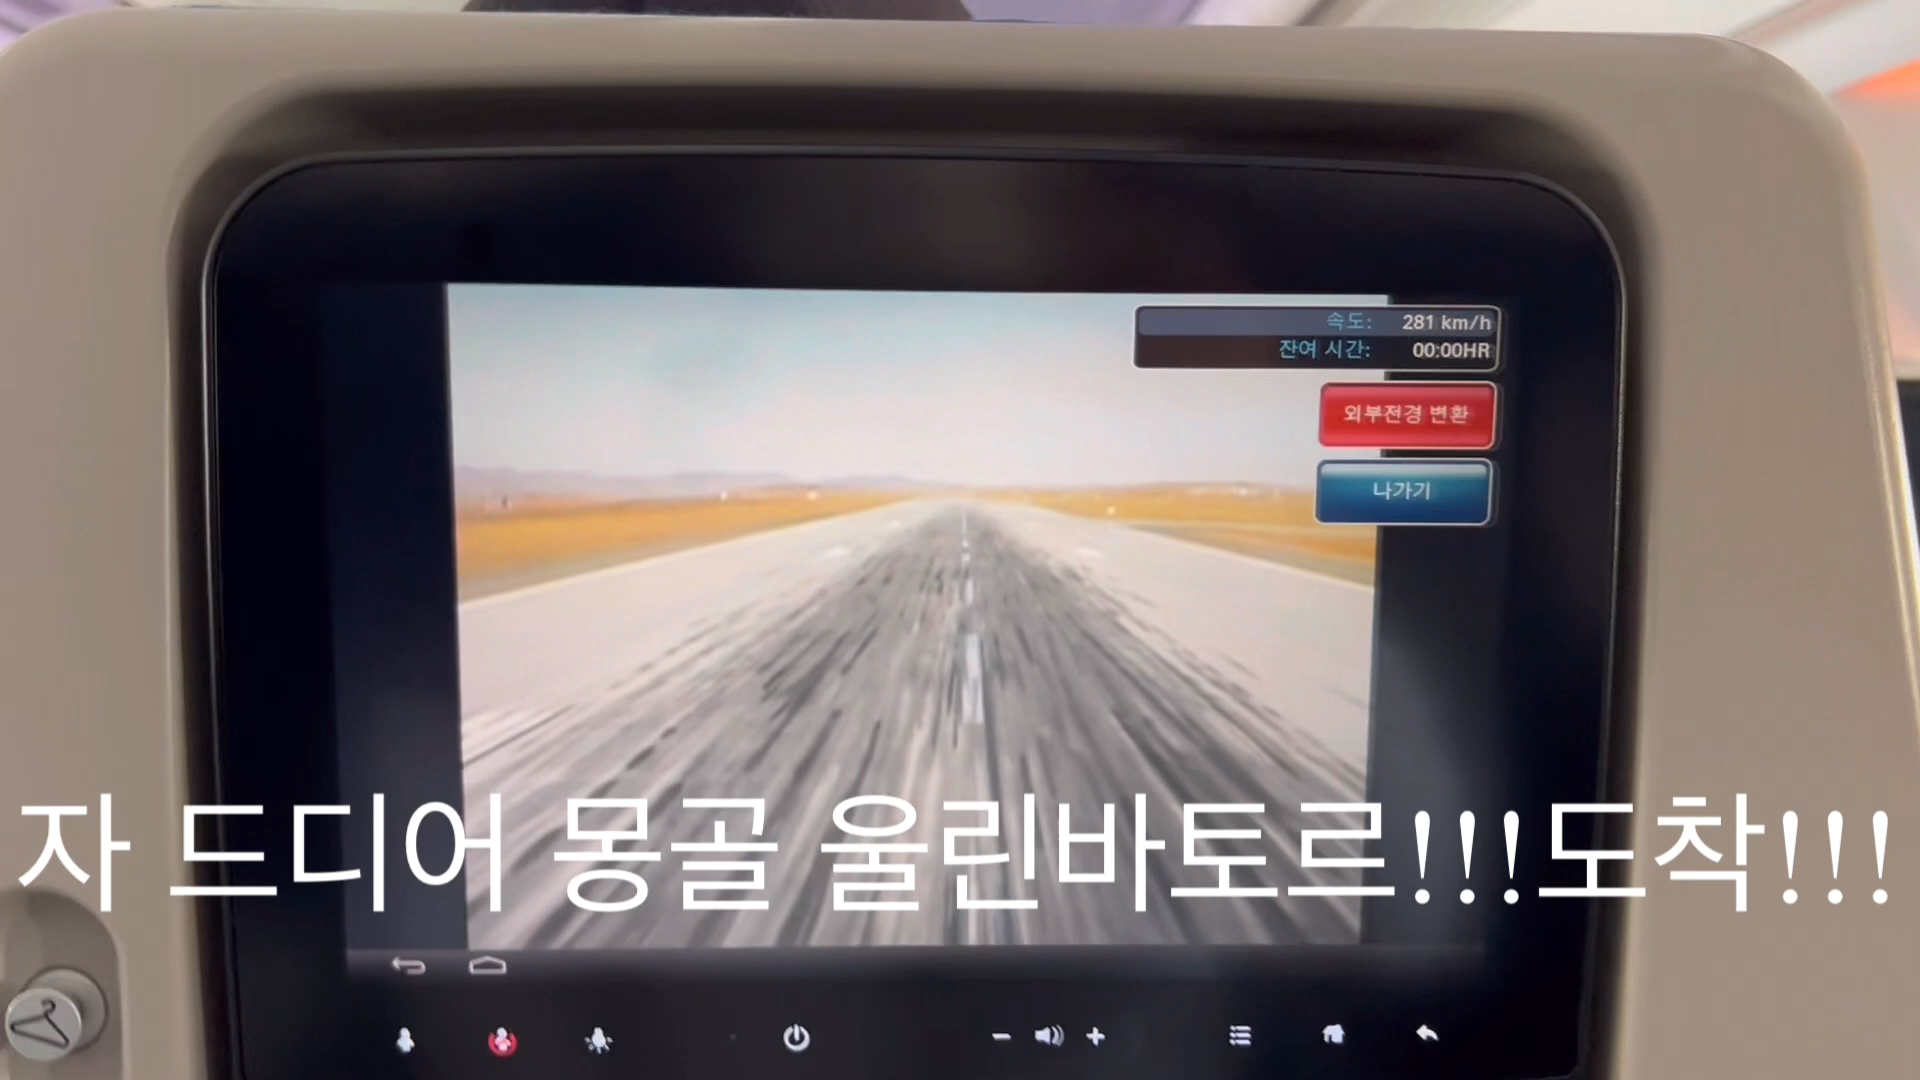 속도: 281 km/h
잔여 시간: 00:00HR
외부전경 변환
나가기
자 드디어 몽골 울린바토르!!!도착!!!